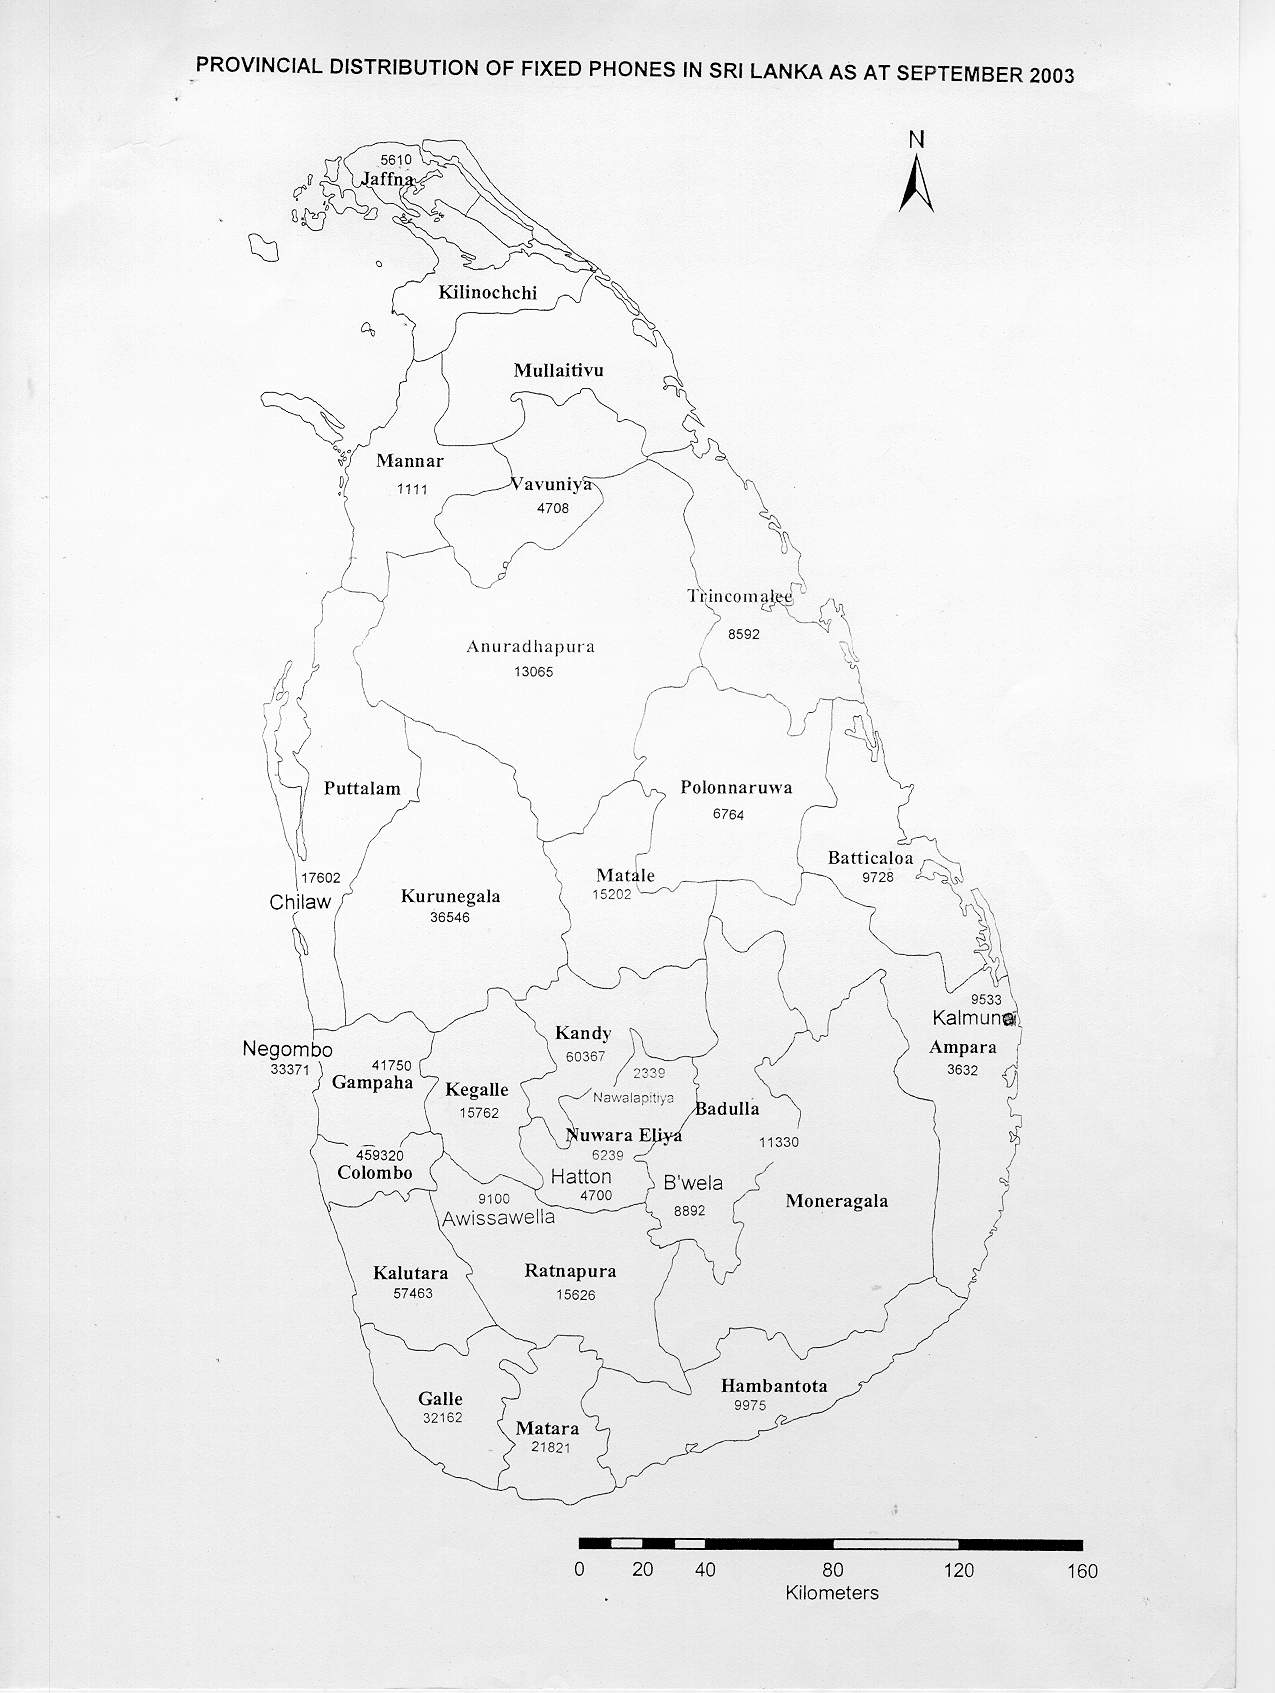 PROVINCIAL DISTRIBUTION OF FIXED PHONES IN SRI LANKA AS AT SEPTEMBER 2003
N
5610
Jaffna
Kilinochchi
Mullaitivu
Mannar
1111
Vavuniya
4708
Trincomalee
8592
Anuradhapura
13065
Puttalam
17602
Chilaw
Polonnaruwa
6764
Batticaloa
9728
Matale
15202
Kurunegala
36546
9533
Kalmunai
Ampara
3632
Kandy
60367
2339
Nawalapitiya
Negombo
33371
41750
Gampaha
Kegalle
15762
Badulla
11330
Nuwara Eliya
6239
Hatton
4700
459320
Colombo
B'wela
8892
9100
Awissawella
Moneragala
Kalutara
57463
Ratnapura
15626
Hambantota
9975
Galle
32162
Matara
21821
0 20 40 80 120 160
Kilometers